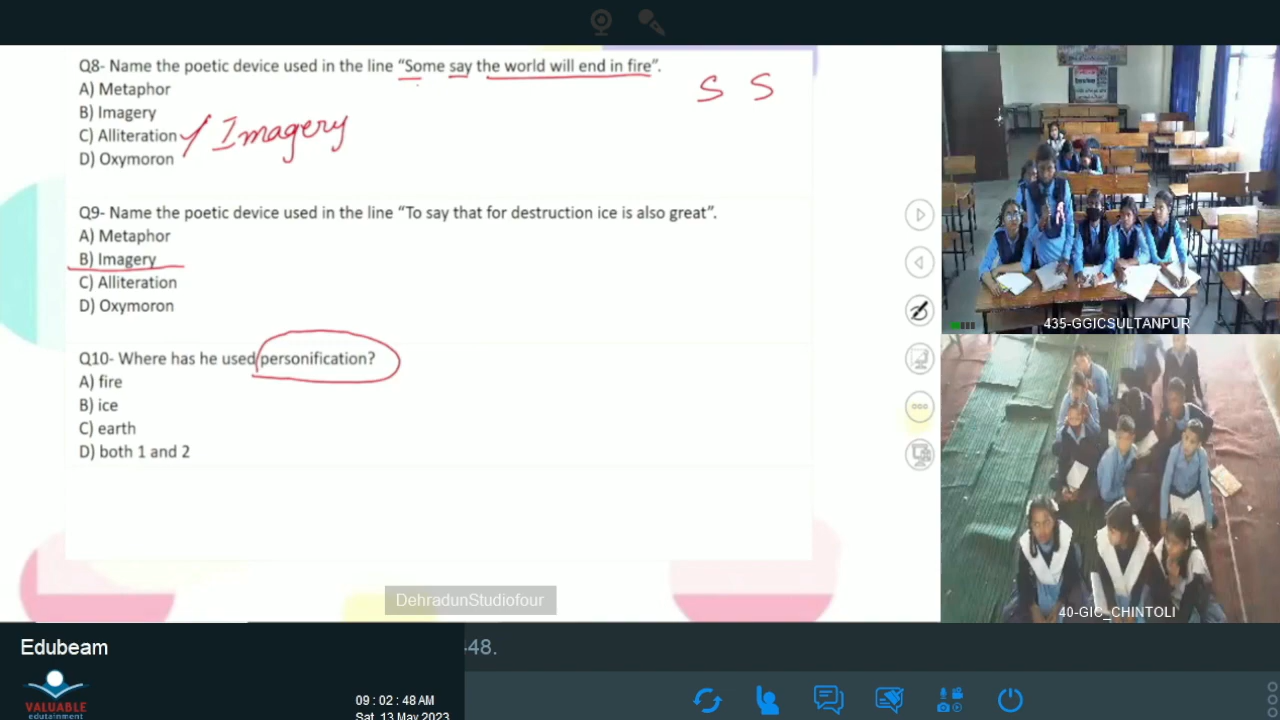 Q8- Name the poetic device used in the line “Some say the world will end in fire”.
A) Metaphor
B) Imagery
C) Alliteration / Imagery
D) Oxymoron
S S
Q9- Name the poetic device used in the line “To say that for destruction ice is also great”.
A) Metaphor
B) Imagery
C) Alliteration
D) Oxymoron
Q10- Where has he used personification?
A) fire
B) ice
C) earth
D) both 1 and 2
DehradunStudiofour
435-GGICSULTANPUR
40-GIC_CHINTOLI
Edubeam
448.
VALUABLE
edutainment
09 : 02 : 48 AM
Sat, 13 May 2023